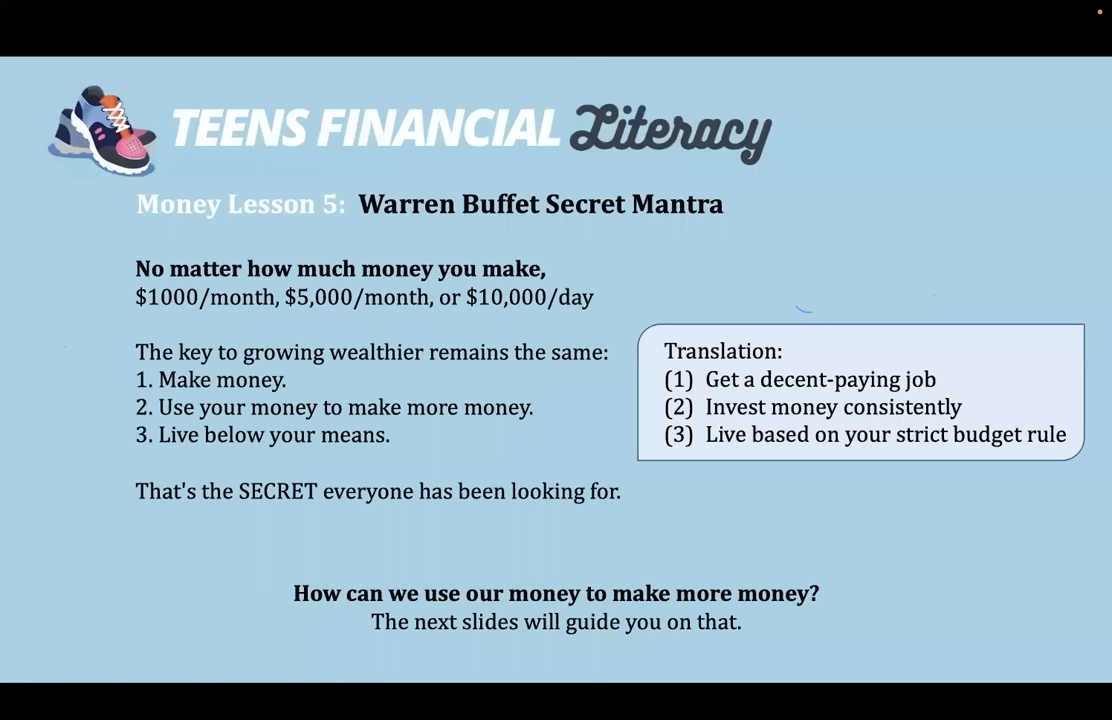 TEENS FINANCIAL Literacy
Money Lesson 5: Warren Buffet Secret Mantra
No matter how much money you make,
$1000/month, $5,000/month, or $10,000/day
The key to growing wealthier remains the same:
1. Make money.
2. Use your money to make more money.
3. Live below your means.
That's the SECRET everyone has been looking for.
Translation:
(1) Get a decent-paying job
(2) Invest money consistently
(3) Live based on your strict budget rule
How can we use our money to make more money?
The next slides will guide you on that.